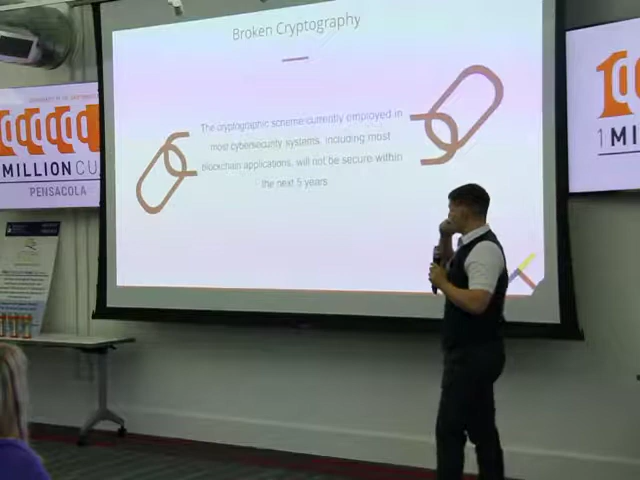 Broken Cryptography
The cryptographic scheme currently employed in
most cybersecurity systems, including most
blockchain applications, will not be secure within
the next 5 years
MILLION CU
PENSACOLA
1 MILL